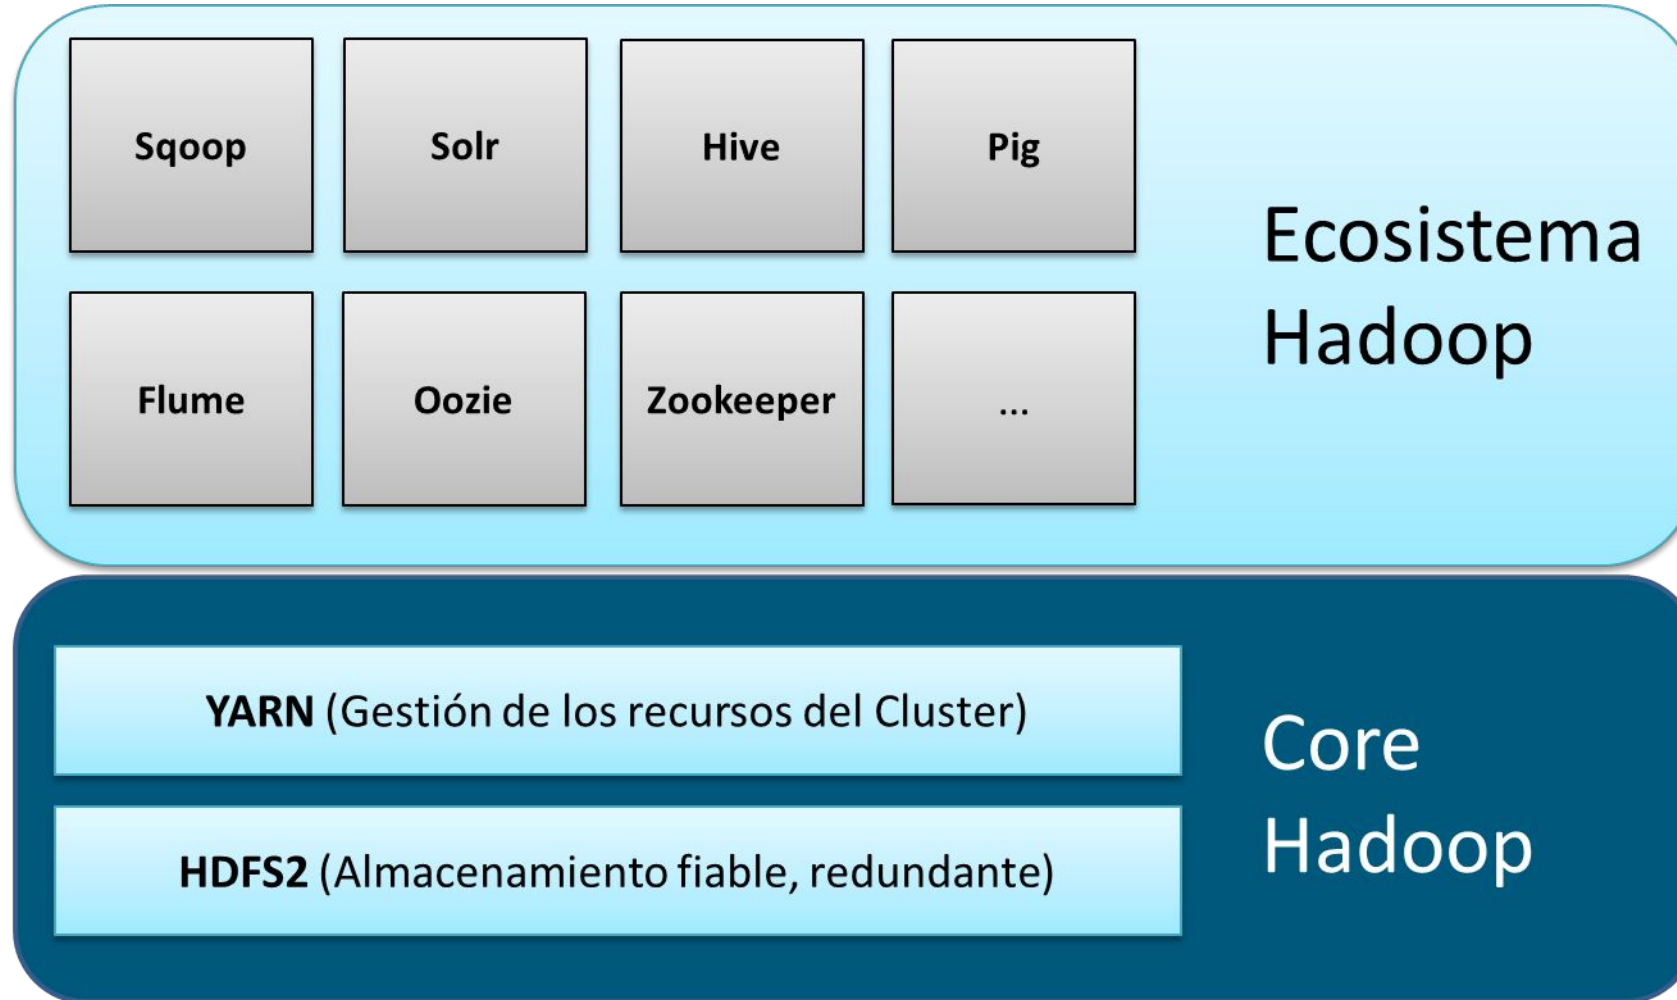 Sqoop
Solr
Hive
Pig
Flume
Oozie
Zookeeper
...
Ecosistema
Hadoop
YARN (Gestión de los recursos del Cluster)
HDFS2 (Almacenamiento fiable, redundante)
Core
Hadoop